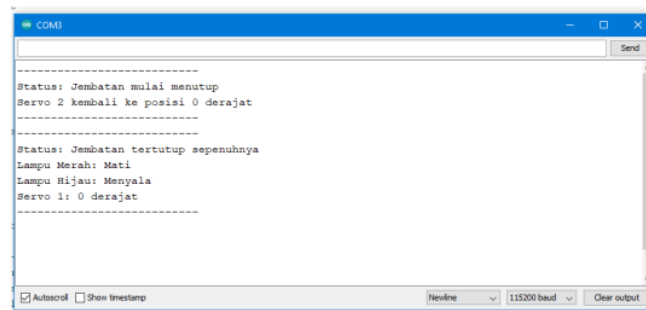 COM3
Send
---------------------------
Status: Jembatan mulai menutup
Servo 2 kembali ke posisi 0 derajat
---------------------------
---------------------------
Status: Jembatan tertutup sepenuhnya
Lampu Merah: Mati
Lampu Hijau: Menyala
Servo 1: 0 derajat
---------------------------
Autoscroll Show timestamp Newline 115200 baud Clear output